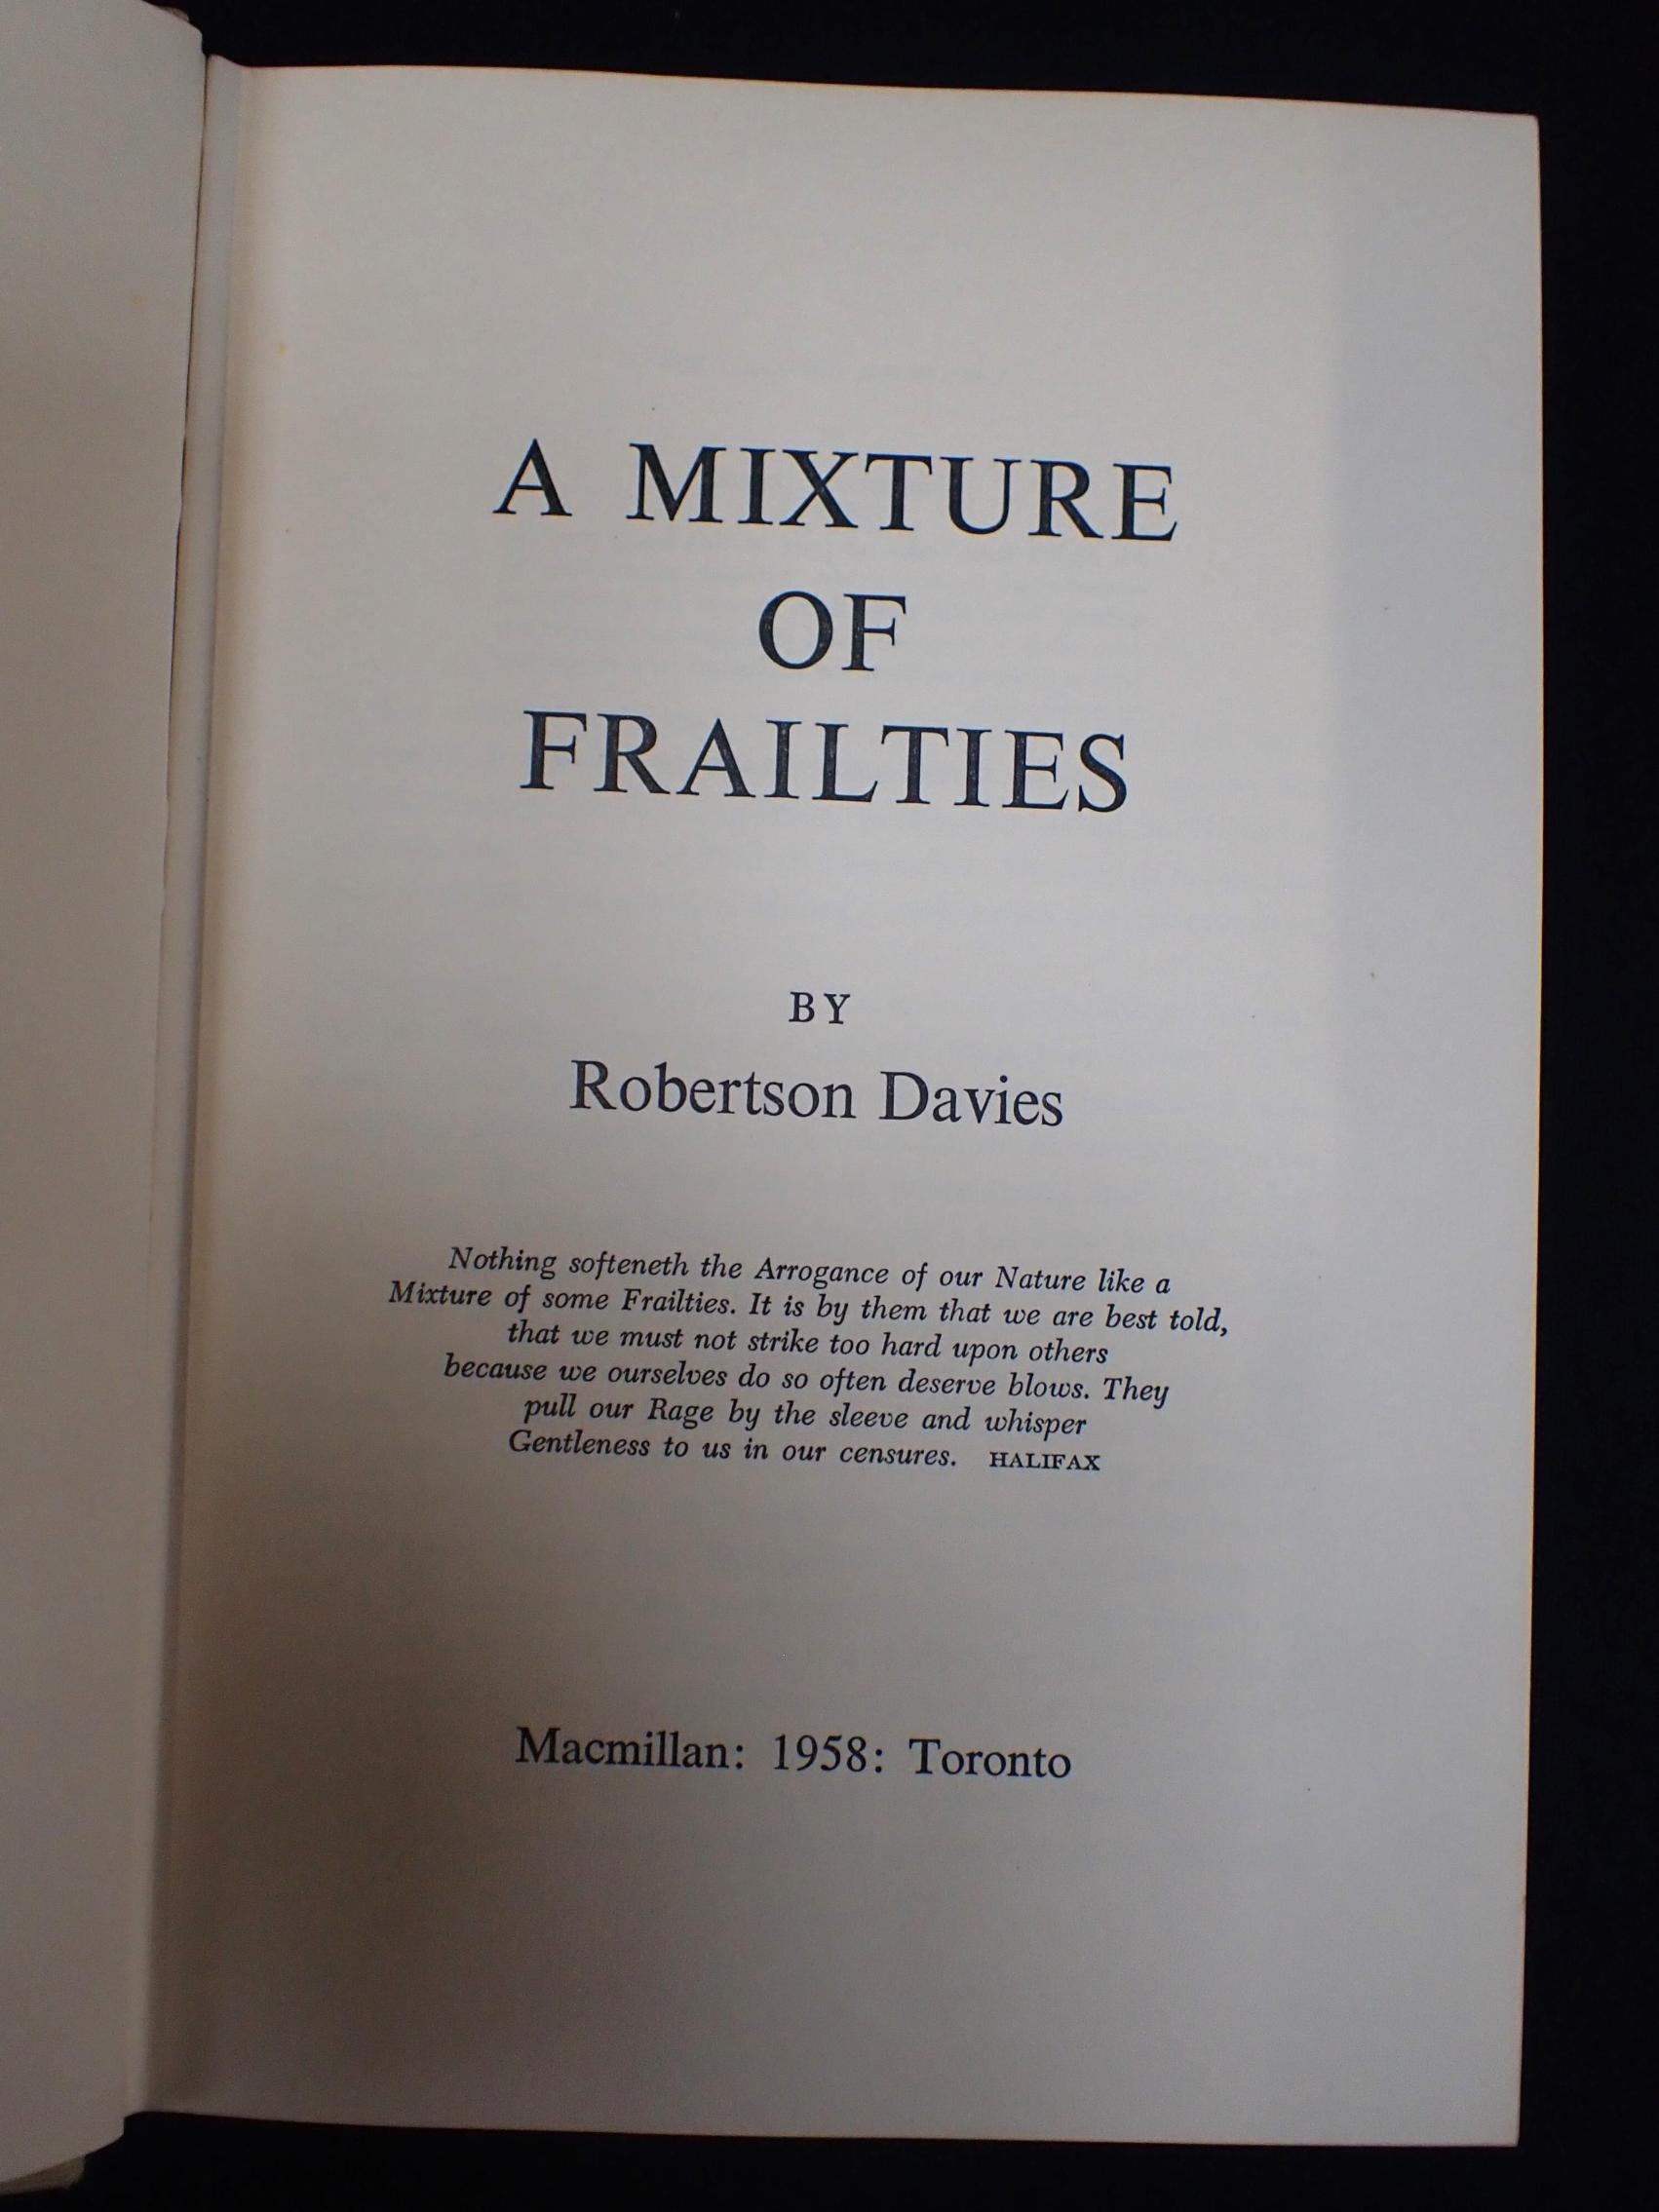 A MIXTURE
OF
FRAILTIES
BY
Robertson Davies
Nothing softeneth the Arrogance of our Nature like a
Mixture of some Frailties. It is by them that we are best told,
that we must not strike too hard upon others
because we ourselves do so often deserve blows. They
pull our Rage by the sleeve and whisper
Gentleness to us in our censures. HALIFAX
Macmillan: 1958: Toronto